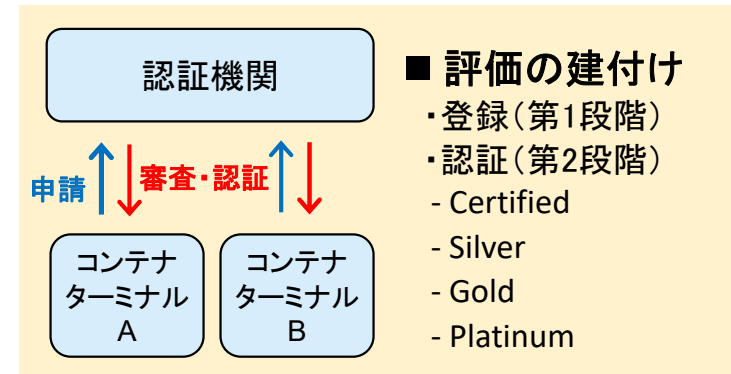 認証機関
申請
審査・認証
コンテナ
ターミナル
A
コンテナ
ターミナル
B
■ 評価の建付け
・登録（第1段階）
・認証（第2段階）
- Certified
- Silver
- Gold
- Platinum